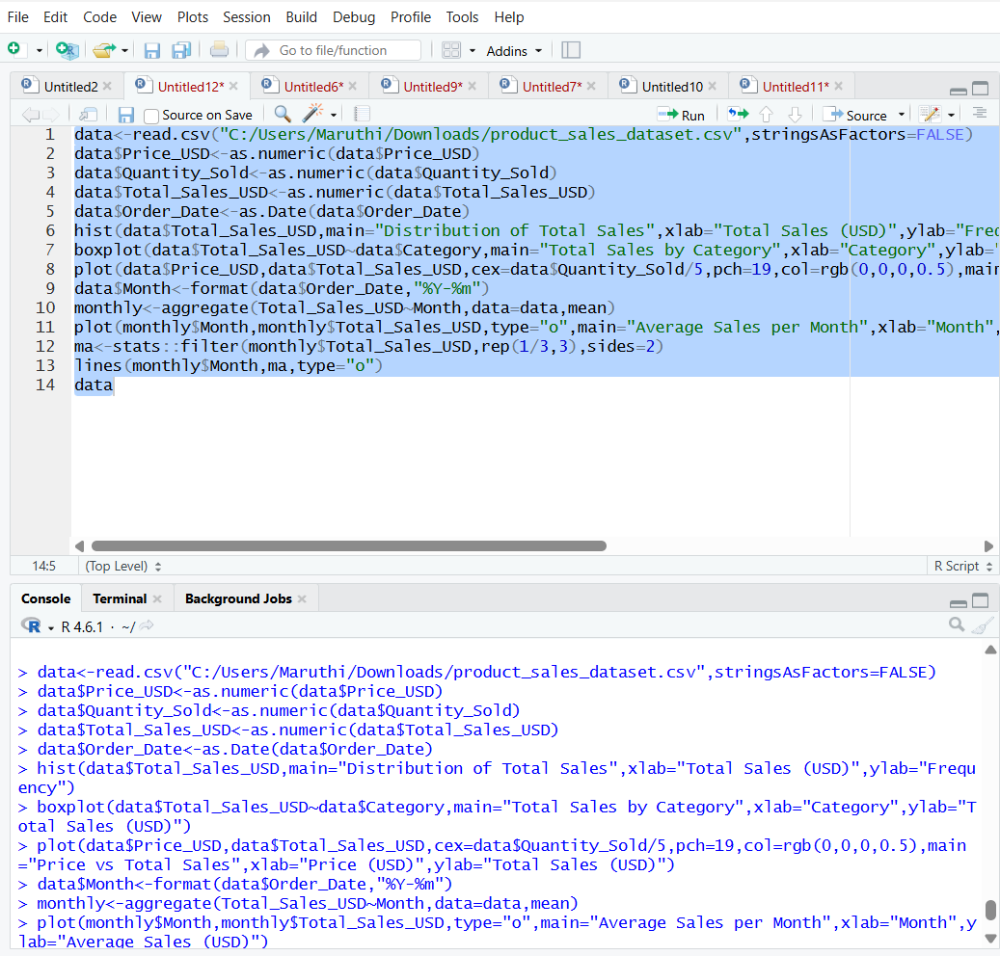 File Edit Code View Plots Session Build Debug Profile Tools Help
Go to file/function Addins
Untitled2 Untitled12* Untitled6* Untitled9* Untitled7* Untitled10 Untitled11*
Source on Save Run Source
1 data<-read.csv("C:/Users/Maruthi/Downloads/product_sales_dataset.csv",stringsAsFactors=FALSE)
2 data$Price_USD<-as.numeric(data$Price_USD)
3 data$Quantity_Sold<-as.numeric(data$Quantity_Sold)
4 data$Total_Sales_USD<-as.numeric(data$Total_Sales_USD)
5 data$Order_Date<-as.Date(data$Order_Date)
6 hist(data$Total_Sales_USD,main="Distribution of Total Sales",xlab="Total Sales (USD)",ylab="Freq
7 boxplot(data$Total_Sales_USD~data$Category,main="Total Sales by Category",xlab="Category",ylab="
8 plot(data$Price_USD,data$Total_Sales_USD,cex=data$Quantity_Sold/5,pch=19,col=rgb(0,0,0,0.5),main
9 data$Month<-format(data$Order_Date,"%Y-%m")
10 monthly<-aggregate(Total_Sales_USD~Month,data=data,mean)
11 plot(monthly$Month,monthly$Total_Sales_USD,type="o",main="Average Sales per Month",xlab="Month",
12 ma<-stats::filter(monthly$Total_Sales_USD,rep(1/3,3),sides=2)
13 lines(monthly$Month,ma,type="o")
14 data
14:5 (Top Level) R Script
Console Terminal Background Jobs
R 4.6.1 · ~/
> data<-read.csv("C:/Users/Maruthi/Downloads/product_sales_dataset.csv",stringsAsFactors=FALSE)
> data$Price_USD<-as.numeric(data$Price_USD)
> data$Quantity_Sold<-as.numeric(data$Quantity_Sold)
> data$Total_Sales_USD<-as.numeric(data$Total_Sales_USD)
> data$Order_Date<-as.Date(data$Order_Date)
> hist(data$Total_Sales_USD,main="Distribution of Total Sales",xlab="Total Sales (USD)",ylab="Frequ
ency")
> boxplot(data$Total_Sales_USD~data$Category,main="Total Sales by Category",xlab="Category",ylab="T
otal Sales (USD)")
> plot(data$Price_USD,data$Total_Sales_USD,cex=data$Quantity_Sold/5,pch=19,col=rgb(0,0,0,0.5),main
="Price vs Total Sales",xlab="Price (USD)",ylab="Total Sales (USD)")
> data$Month<-format(data$Order_Date,"%Y-%m")
> monthly<-aggregate(Total_Sales_USD~Month,data=data,mean)
> plot(monthly$Month,monthly$Total_Sales_USD,type="o",main="Average Sales per Month",xlab="Month",y
lab="Average Sales (USD)")